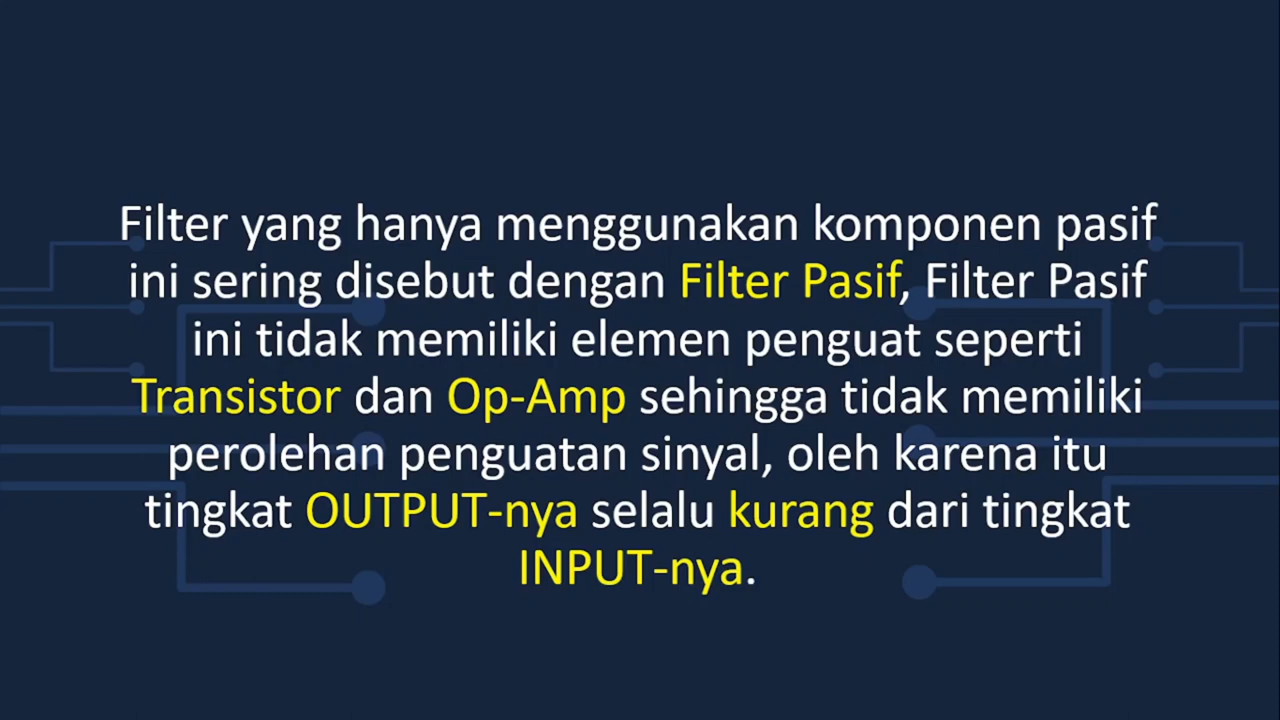 Filter yang hanya menggunakan komponen pasif
ini sering disebut dengan Filter Pasif, Filter Pasif
ini tidak memiliki elemen penguat seperti
Transistor dan Op-Amp sehingga tidak memiliki
perolehan penguatan sinyal, oleh karena itu
tingkat OUTPUT-nya selalu kurang dari tingkat
INPUT-nya.